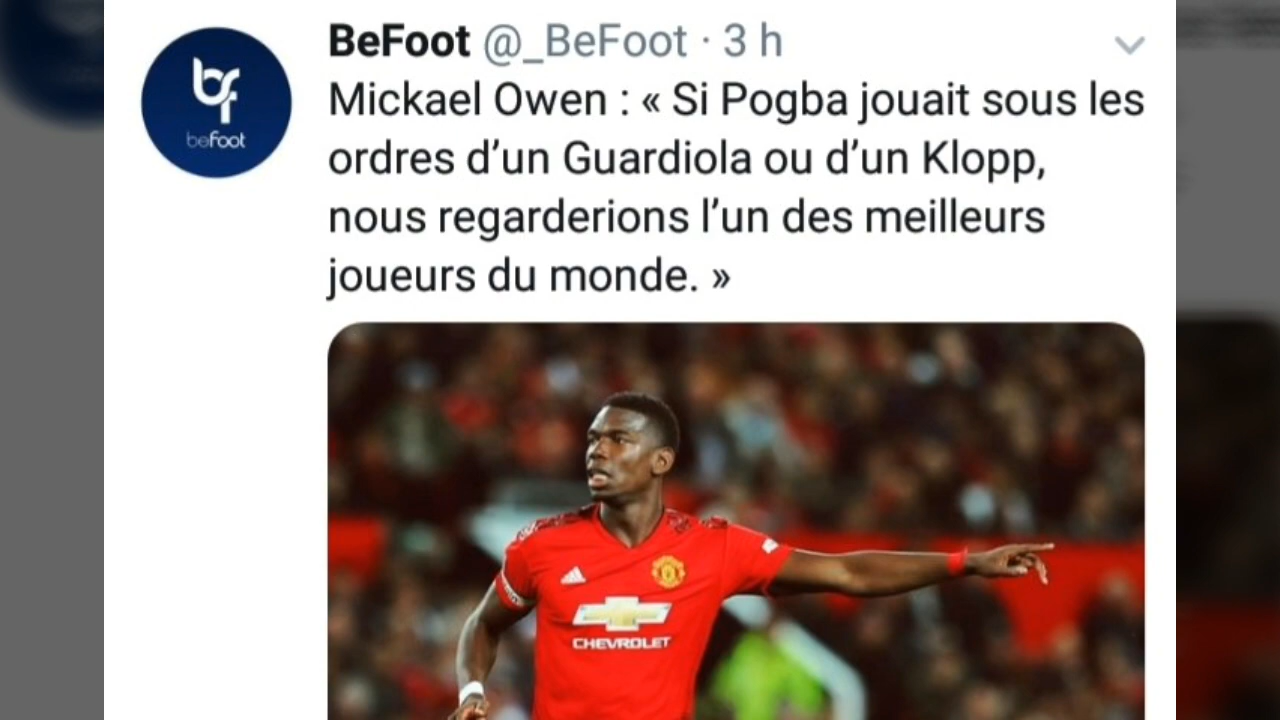 BeFoot @_BeFoot · 3 h
bf
befoot
Mickael Owen : « Si Pogba jouait sous les
ordres d’un Guardiola ou d’un Klopp,
nous regarderions l’un des meilleurs
joueurs du monde. »
CHEVROLET